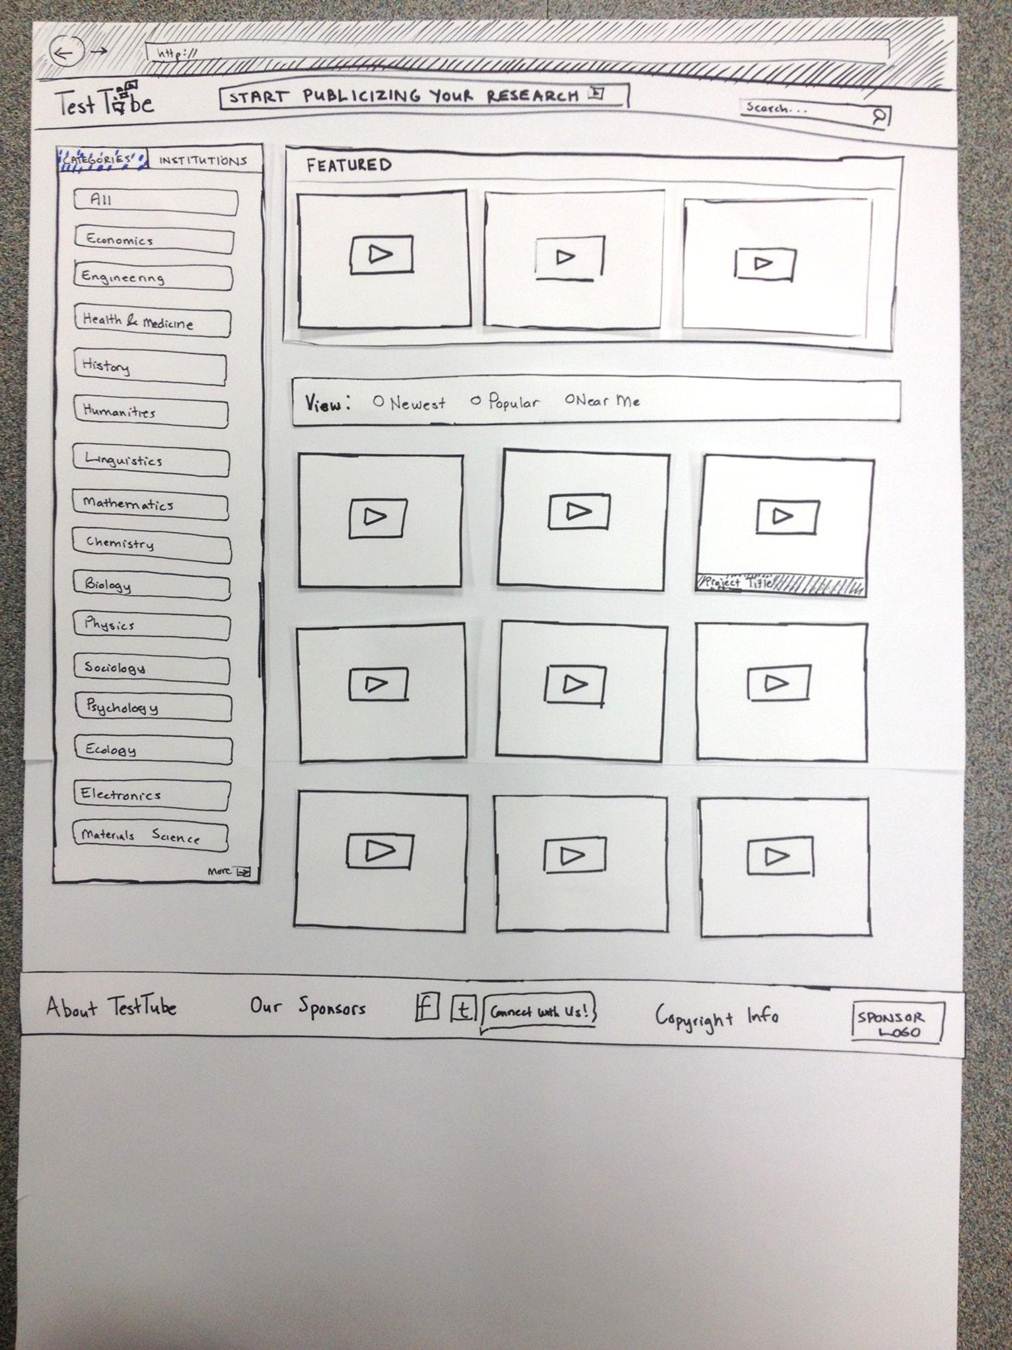 http://
Test Tube
START PUBLICIZING YOUR RESEARCH
Search...
CATEGORIES
INSTITUTIONS
All
Economics
Engineering
Health & Medicine
History
Humanities
Linguistics
Mathematics
Chemistry
Biology
Physics
Sociology
Psychology
Ecology
Electronics
Materials Science
More
FEATURED
View: Newest Popular Near Me
Project Title
About TestTube
Our Sponsors
f t Connect with Us!
Copyright Info
SPONSOR
LOGO